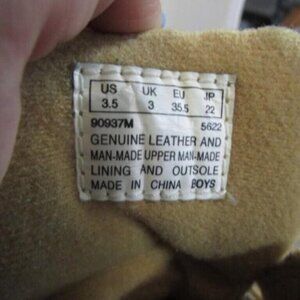 US UK EU JP
3.5 3 35.5 22
90937M 5622
GENUINE LEATHER AND
MAN-MADE UPPER MAN-MADE
LINING AND OUTSOLE
MADE IN CHINA BOYS